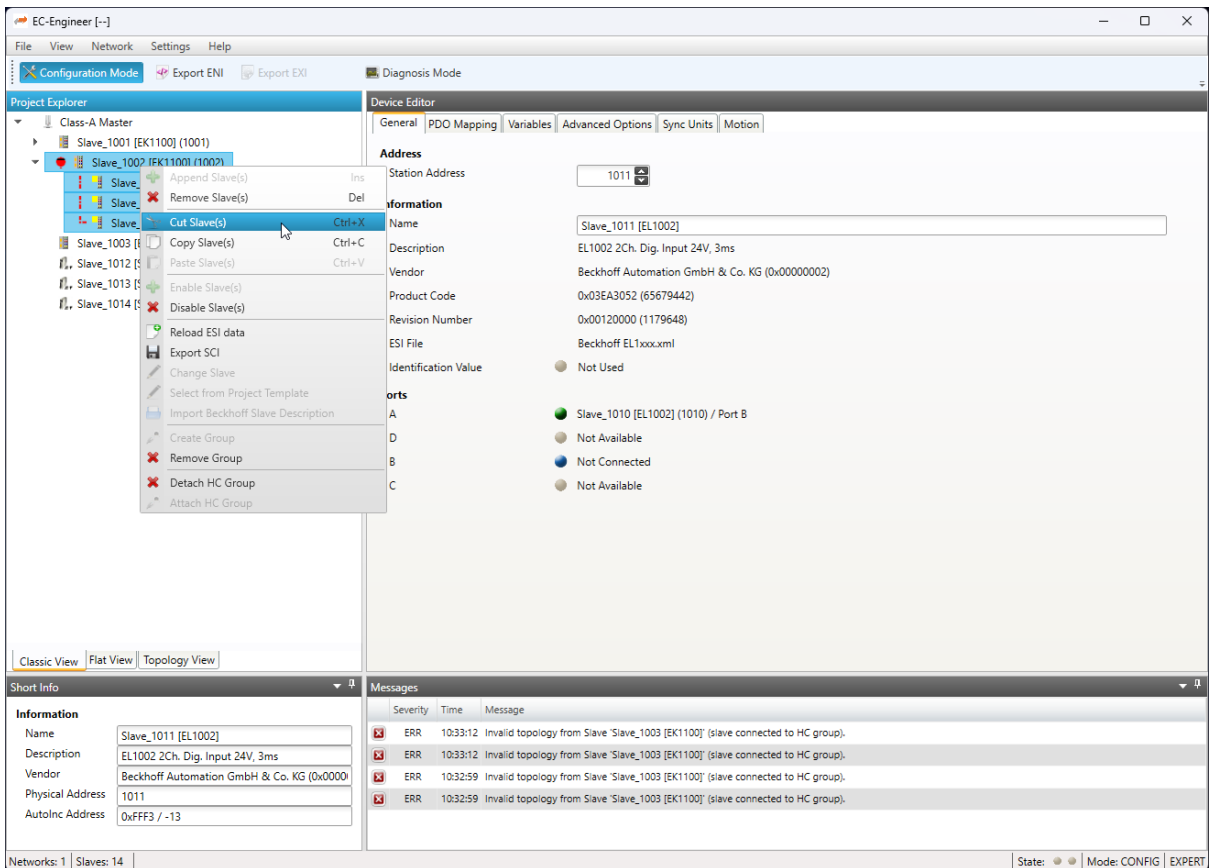 EC-Engineer [--]
File View Network Settings Help
Configuration Mode Export ENI Export EXI Diagnosis Mode
Project Explorer
Class-A Master
Slave_1001 [EK1100] (1001)
Slave_1002 [EK1100] (1002)
Slave_
Slave_
Slave_
Slave_1003 [E
Slave_1012 [S
Slave_1013 [S
Slave_1014 [S
Append Slave(s) Ins
Remove Slave(s) Del
Cut Slave(s) Ctrl+X
Copy Slave(s) Ctrl+C
Paste Slave(s) Ctrl+V
Enable Slave(s)
Disable Slave(s)
Reload ESI data
Export SCI
Change Slave
Select from Project Template
Import Beckhoff Slave Description
Create Group
Remove Group
Detach HC Group
Attach HC Group
Classic View Flat View Topology View
Device Editor
General PDO Mapping Variables Advanced Options Sync Units Motion
Address
Station Address 1011
nformation
Name Slave_1011 [EL1002]
Description EL1002 2Ch. Dig. Input 24V, 3ms
Vendor Beckhoff Automation GmbH & Co. KG (0x00000002)
Product Code 0x03EA3052 (65679442)
Revision Number 0x00120000 (1179648)
ESI File Beckhoff EL1xxx.xml
Identification Value Not Used
orts
A Slave_1010 [EL1002] (1010) / Port B
D Not Available
B Not Connected
C Not Available
Short Info
Information
Name Slave_1011 [EL1002]
Description EL1002 2Ch. Dig. Input 24V, 3ms
Vendor Beckhoff Automation GmbH & Co. KG (0x0000
Physical Address 1011
AutoInc Address 0xFFF3 / -13
Messages
Severity Time Message
ERR 10:33:12 Invalid topology from Slave 'Slave_1003 [EK1100]' (slave connected to HC group).
ERR 10:33:12 Invalid topology from Slave 'Slave_1003 [EK1100]' (slave connected to HC group).
ERR 10:32:59 Invalid topology from Slave 'Slave_1003 [EK1100]' (slave connected to HC group).
ERR 10:32:59 Invalid topology from Slave 'Slave_1003 [EK1100]' (slave connected to HC group).
Networks: 1 Slaves: 14 State: Mode: CONFIG EXPERT